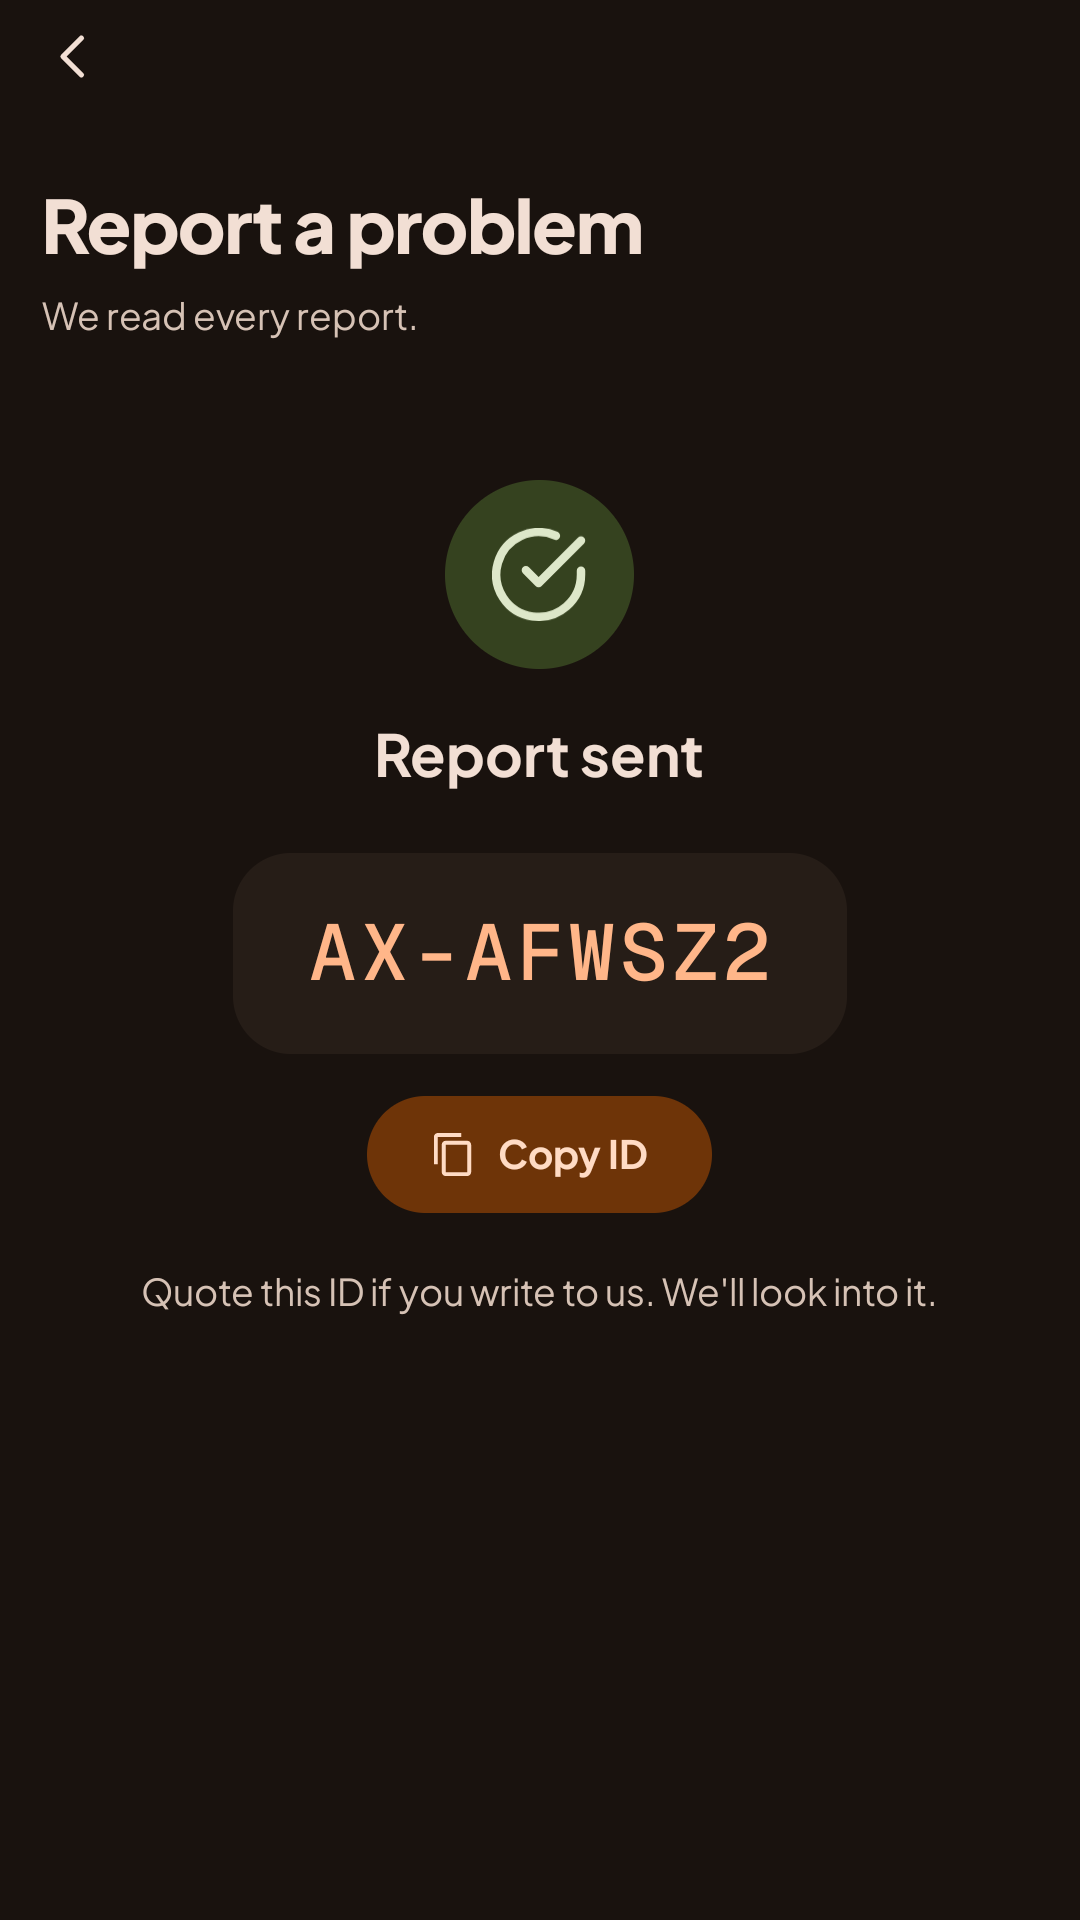 Report a problem
We read every report.
Report sent
AX-AFWSZ2
Copy ID
Quote this ID if you write to us. We'll look into it.